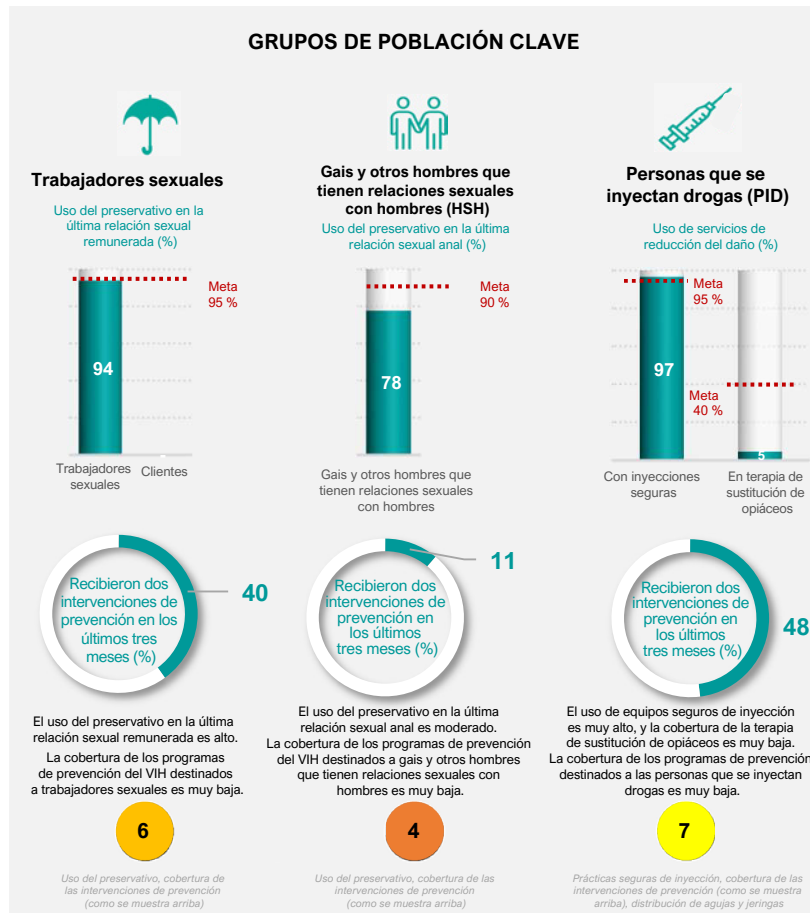 GRUPOS DE POBLACIÓN CLAVE
Trabajadores sexuales
Uso del preservativo en la
última relación sexual
remunerada (%)
Meta
95 %
94
Trabajadores
sexuales
Clientes
Recibieron dos
intervenciones de
prevención en los
últimos tres
meses (%)
40
El uso del preservativo en la última
relación sexual remunerada es alto.
La cobertura de los programas
de prevención del VIH destinados
a trabajadores sexuales es muy baja.
6
Uso del preservativo, cobertura de
las intervenciones de prevención
(como se muestra arriba)
Gais y otros hombres que
tienen relaciones sexuales
con hombres (HSH)
Uso del preservativo en la última
relación sexual anal (%)
Meta
90 %
78
Gais y otros hombres que
tienen relaciones sexuales
con hombres
Recibieron dos
intervenciones de
prevención en
los últimos
tres meses (%)
11
El uso del preservativo en la última
relación sexual anal es moderado.
La cobertura de los programas de prevención
del VIH destinados a gais y otros hombres
que tienen relaciones sexuales con
hombres es muy baja.
4
Uso del preservativo, cobertura de las
intervenciones de prevención
(como se muestra arriba)
Personas que se
inyectan drogas (PID)
Uso de servicios de
reducción del daño (%)
Meta
95 %
97
Meta
40 %
5
Con inyecciones
seguras
En terapia de
sustitución de
opiáceos
Recibieron dos
intervenciones de
prevención en
los últimos
tres meses (%)
48
El uso de equipos seguros de inyección
es muy alto, y la cobertura de la terapia
de sustitución de opiáceos es muy baja.
La cobertura de los programas de prevención
destinados a las personas que se inyectan
drogas es muy baja.
7
Prácticas seguras de inyección, cobertura de las
intervenciones de prevención (como se muestra
arriba), distribución de agujas y jeringas